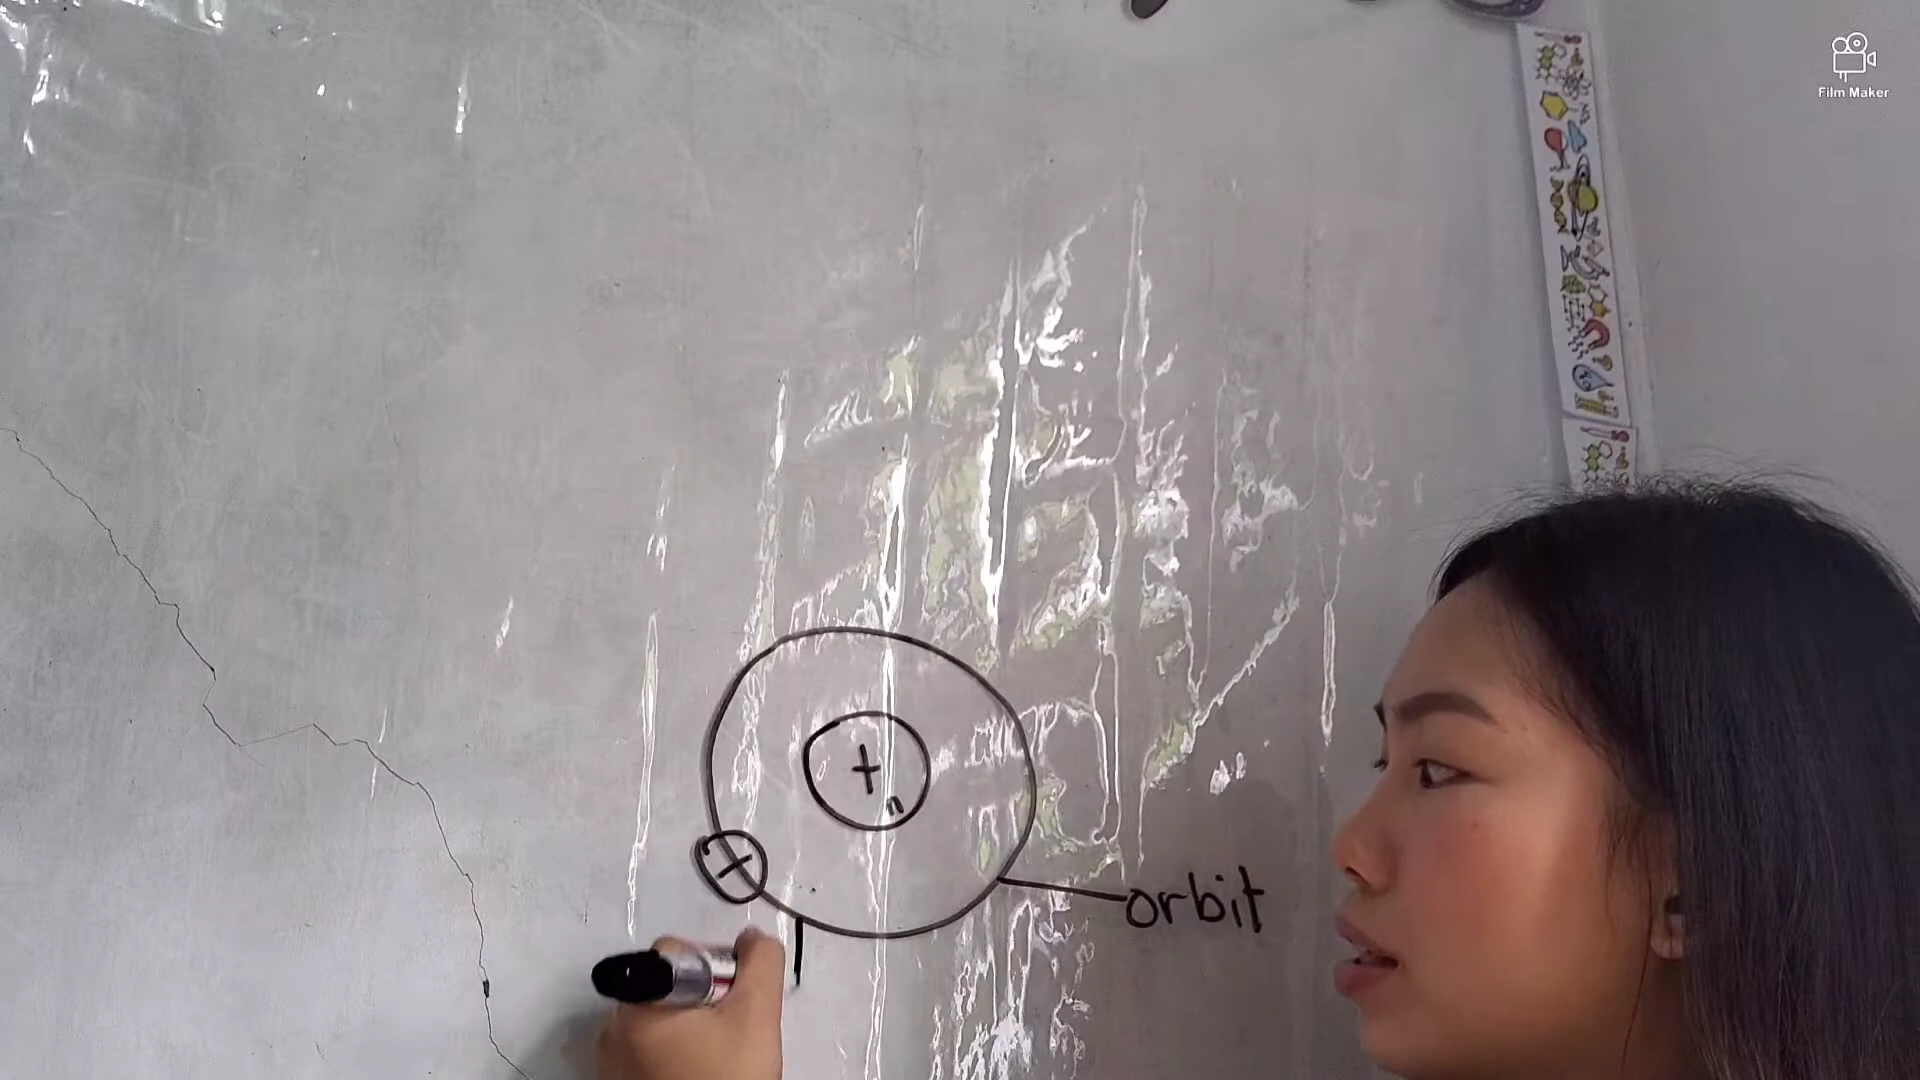 Film Maker
+
n
+
orbit